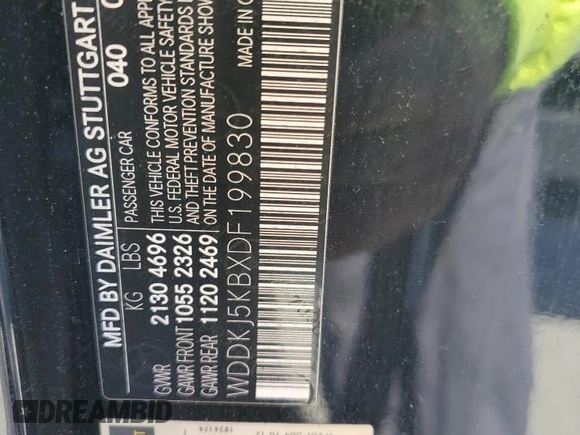 MFD BY DAIMLER AG STUTTGART
040
KG LBS PASSENGER CAR
GVWR 2130 4696 THIS VEHICLE CONFORMS TO ALL APP
GAWR FRONT 1055 2326 U.S. FEDERAL MOTOR VEHICLE SAFETY
GAWR REAR 1120 2469 AND THEFT PREVENTION STANDARDS
ON THE DATE OF MANUFACTURE SHOW
WDDKJ5KBXDF199830 MADE IN
DREAMBID